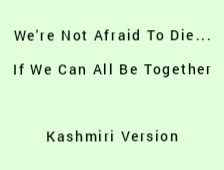 We're Not Afraid To Die...
If We Can All Be Together
Kashmiri Version